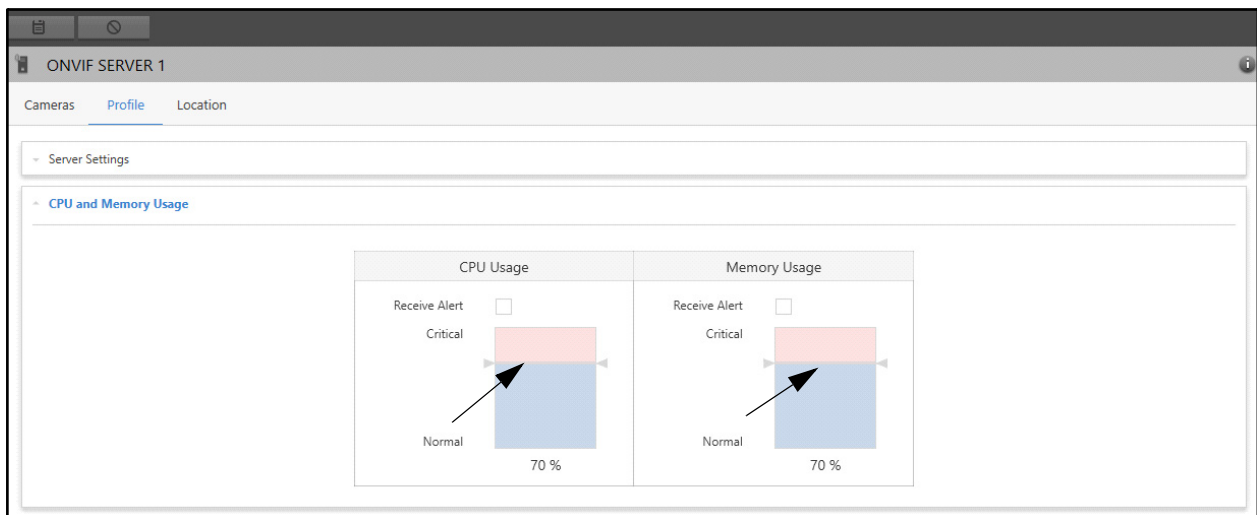 ONVIF SERVER 1
Cameras Profile Location
Server Settings
CPU and Memory Usage
CPU Usage Memory Usage
Receive Alert Receive Alert
Critical Critical
Normal Normal
70 % 70 %